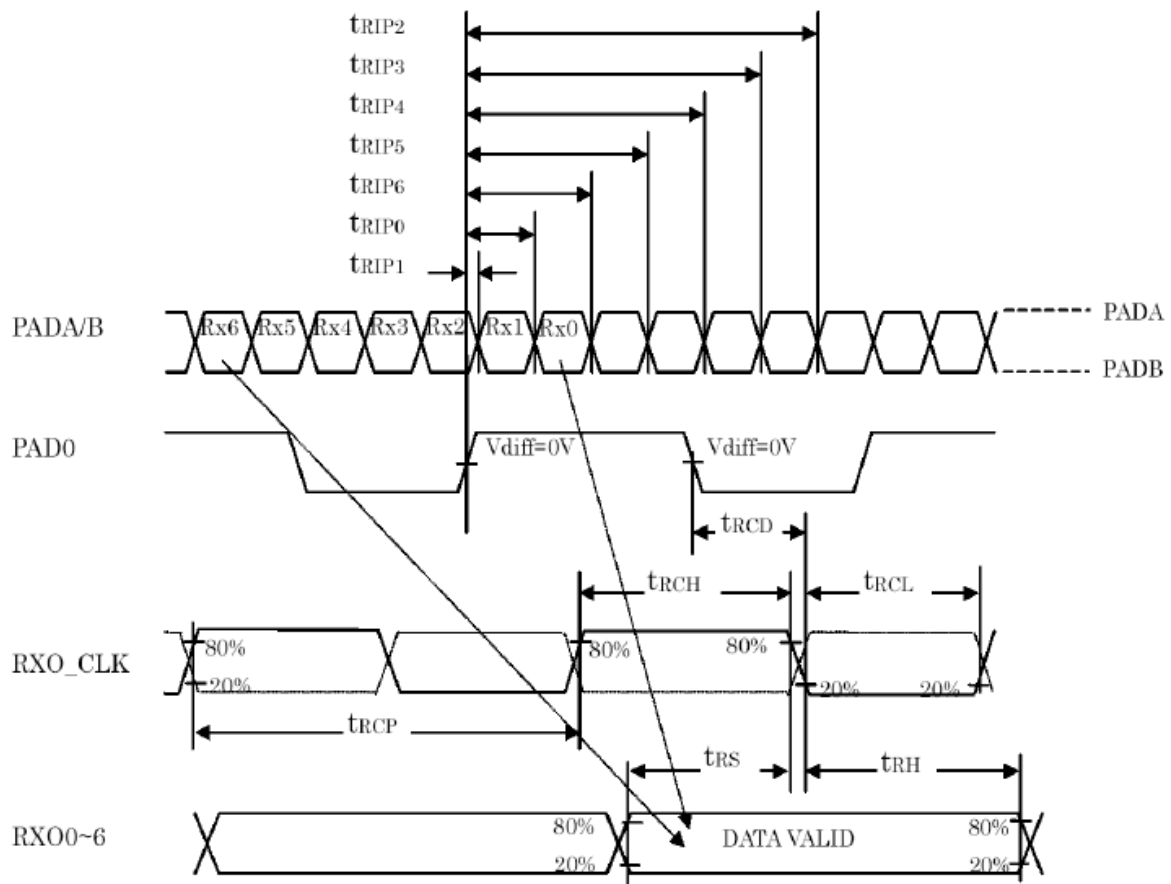 tRIP2
tRIP3
tRIP4
tRIP5
tRIP6
tRIP0
tRIP1
PADA/B Rx6 Rx5 Rx4 Rx3 Rx2 Rx1 Rx0 PADA
PADB
PAD0 Vdiff=0V Vdiff=0V
tRCD
tRCH tRCL
RXO_CLK 80% 80% 80%
20% 20% 20%
tRCP
tRS tRH
RXO0~6 80% DATA VALID 80%
20% 20%